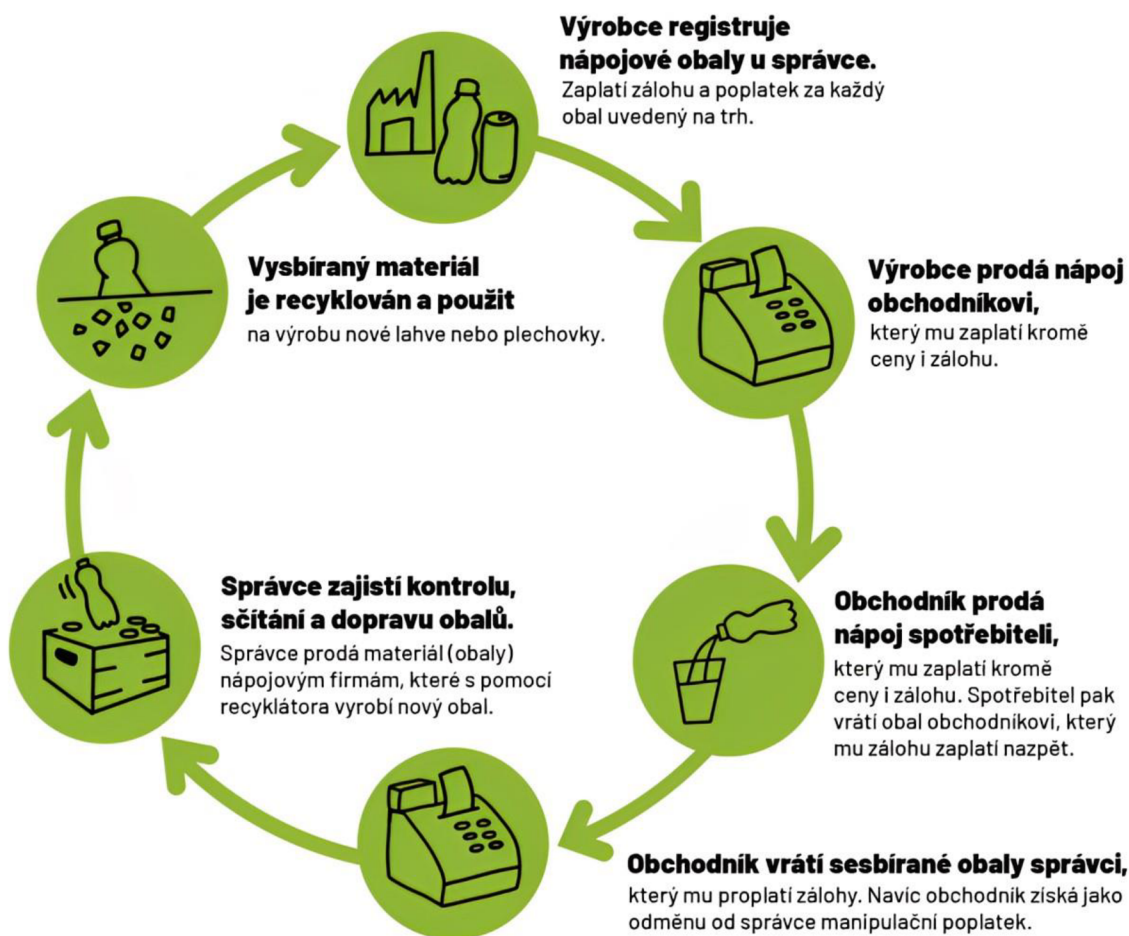 Výrobce registruje
nápojové obaly u správce.
Zaplatí zálohu a poplatek za každý
obal uvedený na trh.
Výrobce prodá nápoj
obchodníkovi,
který mu zaplatí kromě
ceny i zálohu.
Obchodník prodá
nápoj spotřebiteli,
který mu zaplatí kromě
ceny i zálohu. Spotřebitel pak
vrátí obal obchodníkovi, který
mu zálohu zaplatí nazpět.
Obchodník vrátí sesbírané obaly správci,
který mu proplatí zálohy. Navíc obchodník získá jako
odměnu od správce manipulační poplatek.
Správce zajistí kontrolu,
sčítání a dopravu obalů.
Správce prodá materiál (obaly)
nápojovým firmám, které s pomocí
recyklátora vyrobí nový obal.
Vysbíraný materiál
je recyklován a použit
na výrobu nové lahve nebo plechovky.